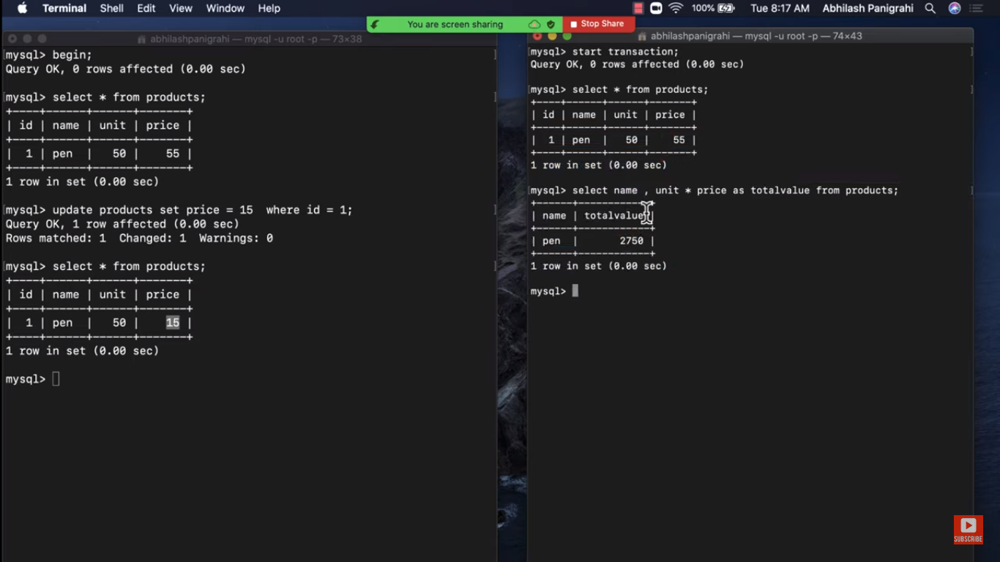 Terminal Shell Edit View Window Help 100% Tue 8:17 AM Abhilash Panigrahi
You are screen sharing Stop Share
abhilashpanigrahi — mysql -u root -p — 73×38
mysql> begin;
Query OK, 0 rows affected (0.00 sec)
mysql> select * from products;
+----+------+------+-------+
| id | name | unit | price |
+----+------+------+-------+
| 1 | pen | 50 | 55 |
+----+------+------+-------+
1 row in set (0.00 sec)
mysql> update products set price = 15  where id = 1;
Query OK, 1 row affected (0.00 sec)
Rows matched: 1  Changed: 1  Warnings: 0
mysql> select * from products;
+----+------+------+-------+
| id | name | unit | price |
+----+------+------+-------+
| 1 | pen | 50 | 15 |
+----+------+------+-------+
1 row in set (0.00 sec)
mysql>
abhilashpanigrahi — mysql -u root -p — 74×43
mysql> start transaction;
Query OK, 0 rows affected (0.00 sec)
mysql> select * from products;
+----+------+------+-------+
| id | name | unit | price |
+----+------+------+-------+
| 1 | pen | 50 | 55 |
+----+------+------+-------+
1 row in set (0.00 sec)
mysql> select name , unit * price as totalvalue from products;
+------+------------+
| name | totalvalue |
+------+------------+
| pen | 2750 |
+------+------------+
1 row in set (0.00 sec)
mysql>
SUBSCRIBE